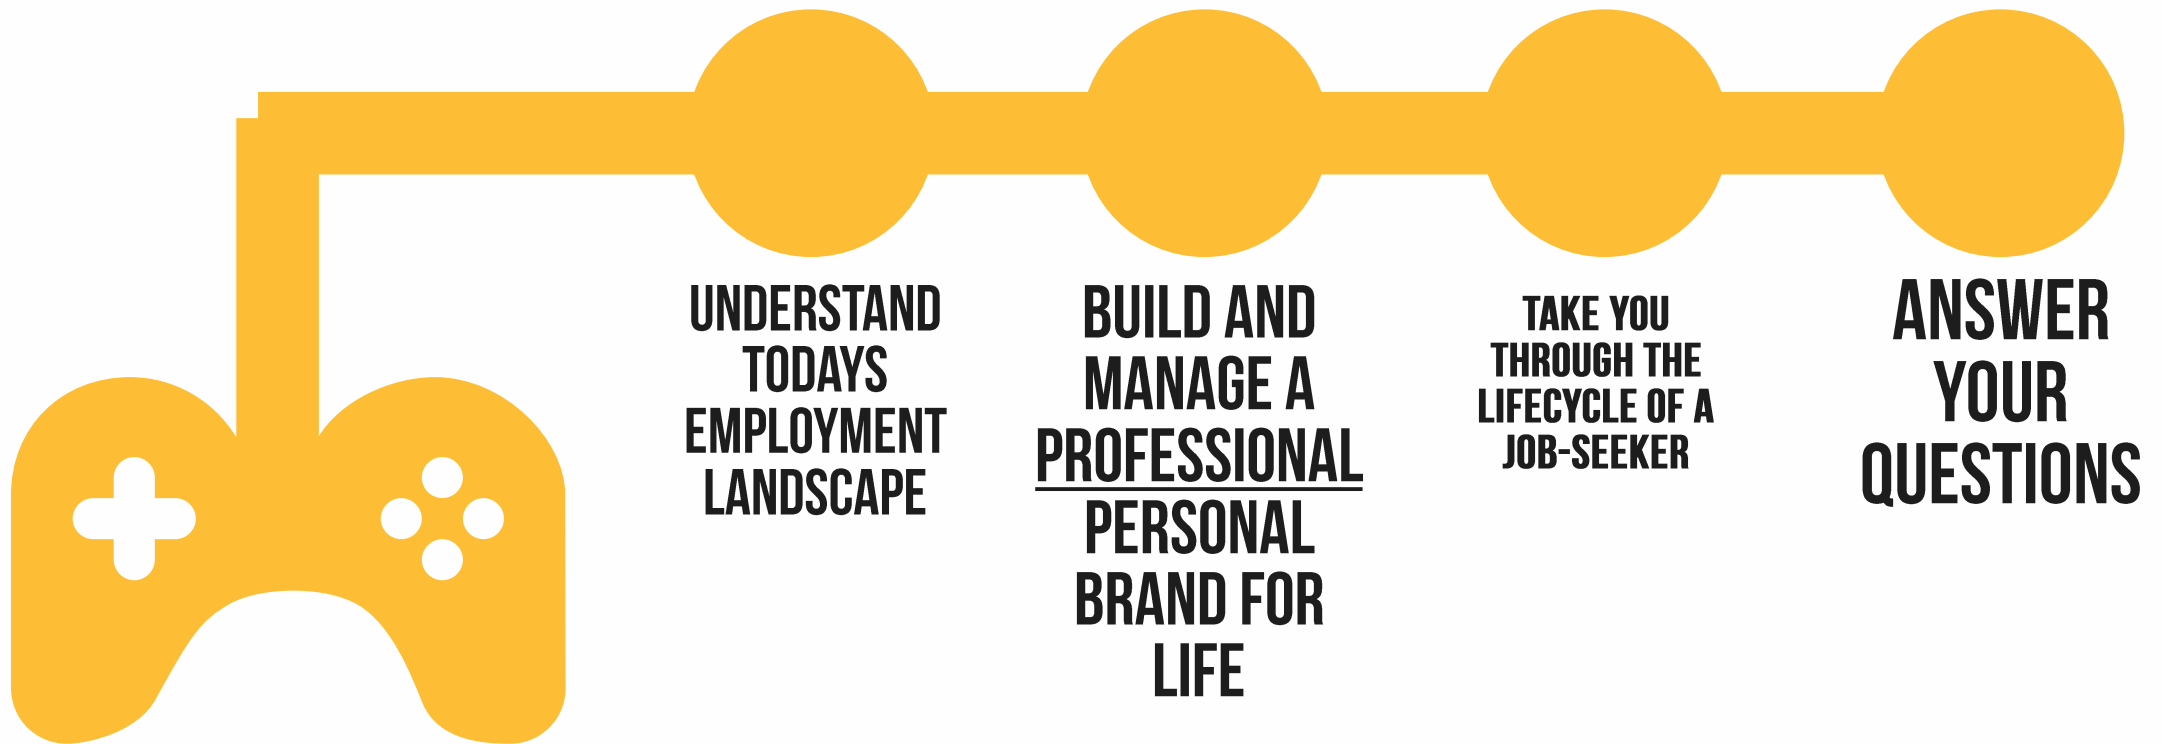 UNDERSTAND
TODAYS
EMPLOYMENT
LANDSCAPE
BUILD AND
MANAGE A
PROFESSIONAL
PERSONAL
BRAND FOR
LIFE
TAKE YOU
THROUGH THE
LIFECYCLE OF A
JOB-SEEKER
ANSWER
YOUR
QUESTIONS